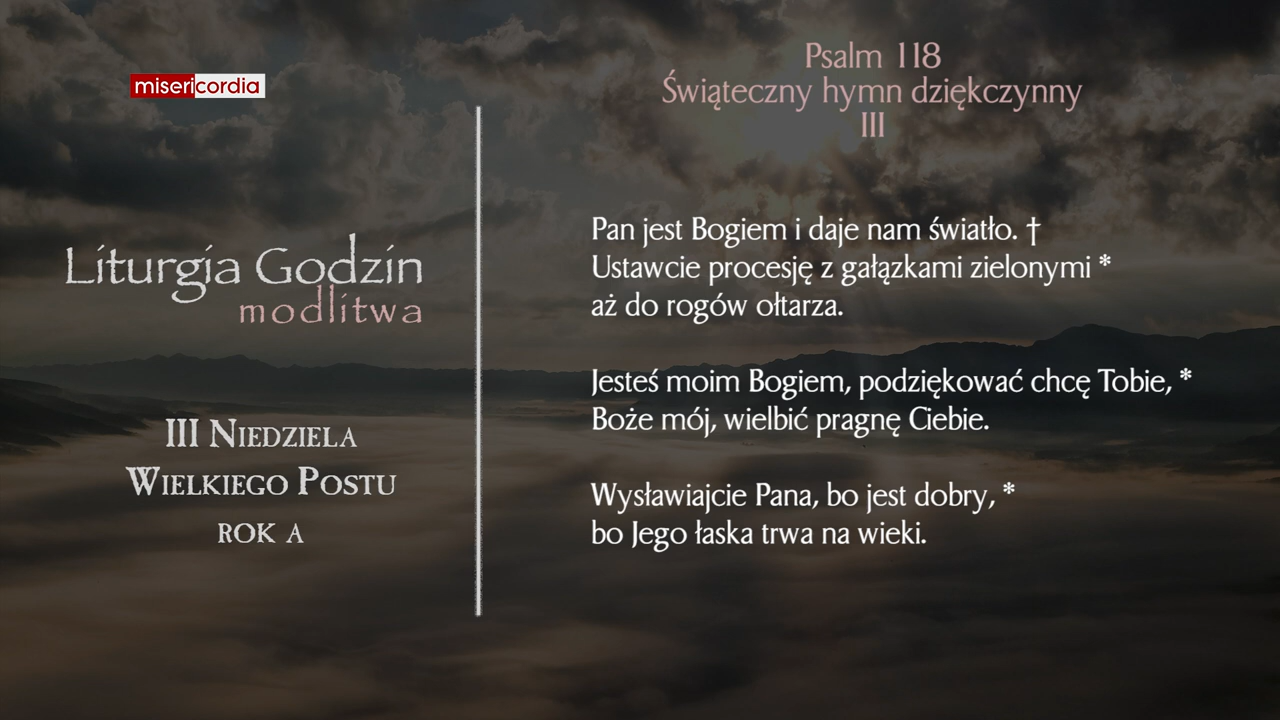 misericordia
Liturgia Godzin
modlitwa
III Niedziela
Wielkiego Postu
rok A
Psalm 118
Świąteczny hymn dziękczynny
III
Pan jest Bogiem i daje nam światło. †
Ustawcie procesję z gałązkami zielonymi *
aż do rogów ołtarza.
Jesteś moim Bogiem, podziękować chcę Tobie, *
Boże mój, wielbić pragnę Ciebie.
Wysławiajcie Pana, bo jest dobry, *
bo Jego łaska trwa na wieki.